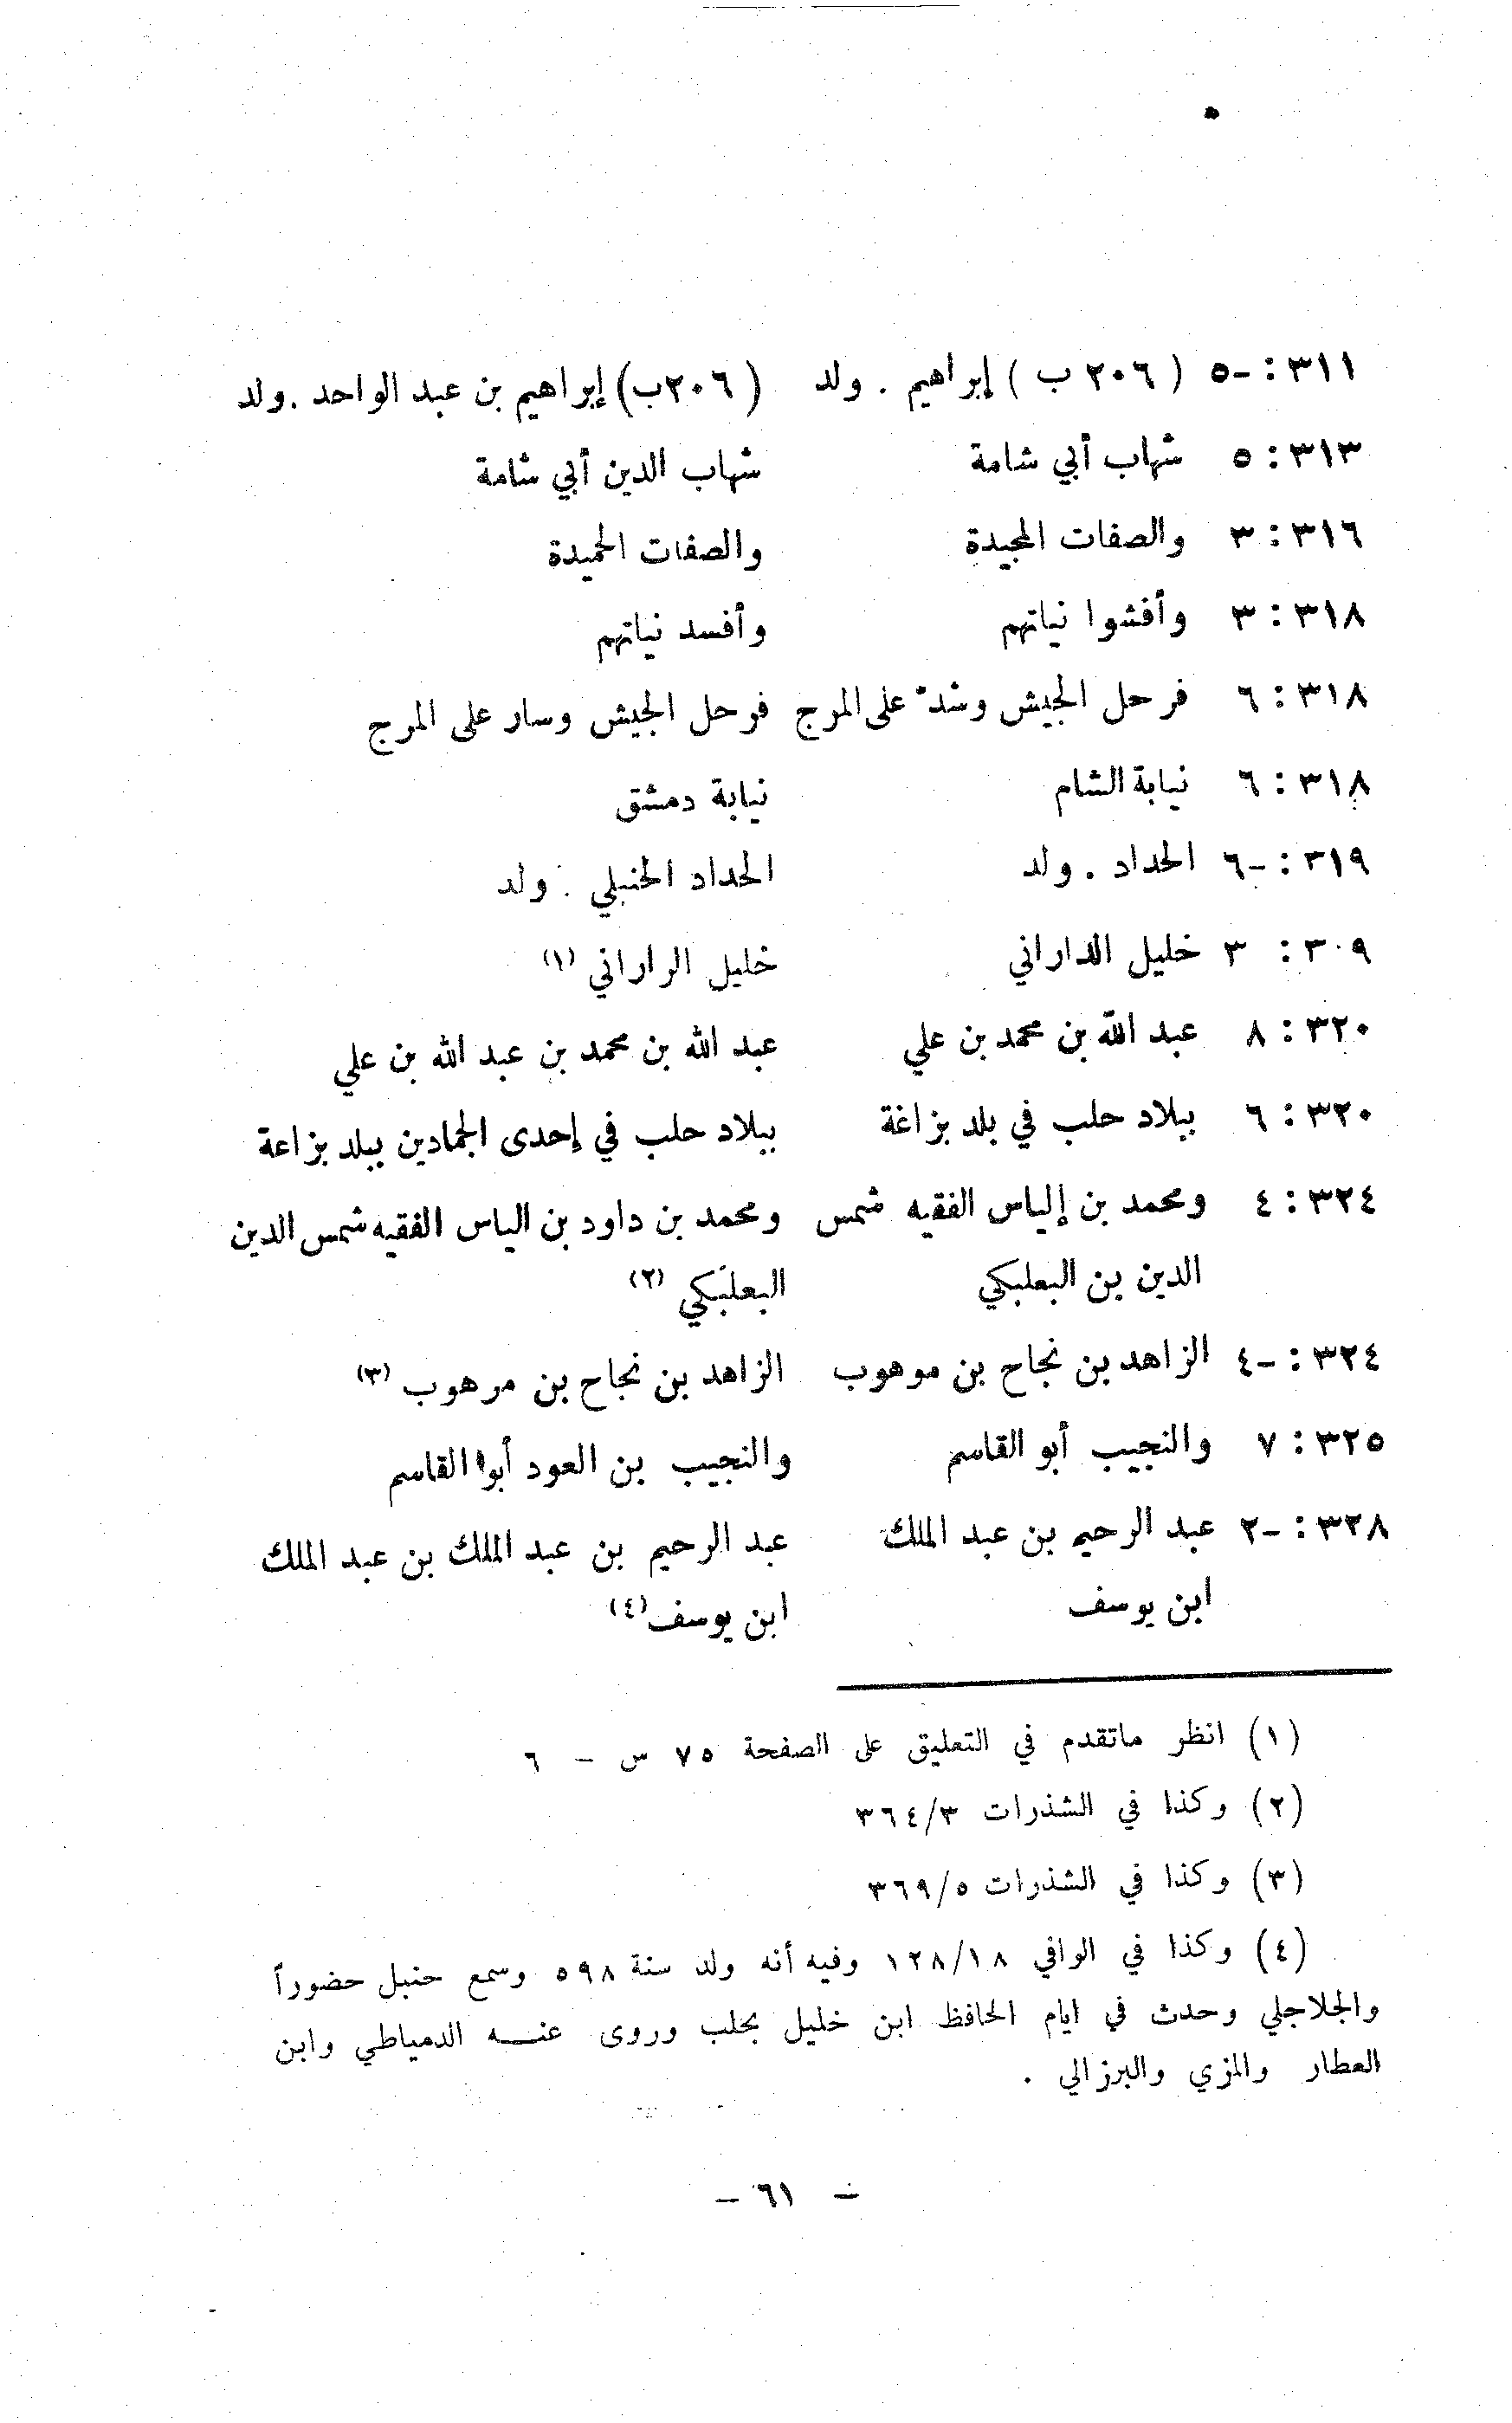 ٣١١ : -٥ ( ٢٠٦ ب ) إبراهيم . ولد ( ٢٠٦ب) إبراهيم بن عبد الواحد . ولد
٣١٣ : ٥ شهاب أبي شامة شهاب الدين أبي شامة
٣١٦ : ٣ والصفات المجيدة والصفات الحميدة
٣١٨ : ٣ وأفشوا نياتهم وأفسد نياتهم
٣١٨ : ٦ فرحل الجيش وشدّ على المرج فرحل الجيش وسار على المرج
٣١٨ : ٦ نيابة الشام نيابة دمشق
٣١٩ : -٦ الحداد . ولد الحداد الحنبلي . ولد
٣٠٩ : ٣ خليل الداراني خليل الراراني (١)
٣٢٠ : ٨ عبد الله بن محمد بن علي عبد الله بن محمد بن عبد الله بن علي
٣٢٠ : ٦ ببلاد حلب في بلد بزاغة ببلاد حلب في إحدى الجمادين ببلد بزاعة
٣٢٤ : ٤ ومحمد بن إلياس الفقيه شمس ومحمد بن داود بن الياس الفقيه شمس الدين
الدين بن البعلبكي البعلبكي (٢)
٣٢٤ : -٤ الزاهد بن نجاح بن موهوب الزاهد بن نجاح بن مرهوب (٣)
٣٢٥ : ٧ والنجيب أبو القاسم والنجيب بن العود أبو القاسم
٣٢٨ : -٢ عبد الرحيم بن عبد الملك عبد الرحيم بن عبد الملك بن عبد الملك
ابن يوسف ابن يوسف (٤)
(١) انظر ماتقدم في التعليق على الصفحة ٧٥ س - ٦
(٢) وكذا في الشذرات ٣٦٤/٣
(٣) وكذا في الشذرات ٣٦٩/٥
(٤) وكذا في الوافي ١٢٨/١٨ وفيه أنه ولد سنة ٥٩٨ وسمع حنبل حضوراً
والجلاجلي وحدث في ايام الحافظ ابن خليل بحلب وروى عنـــه الدمياطي وابن
العطار والمزي والبرزالي .
- ٦١ -